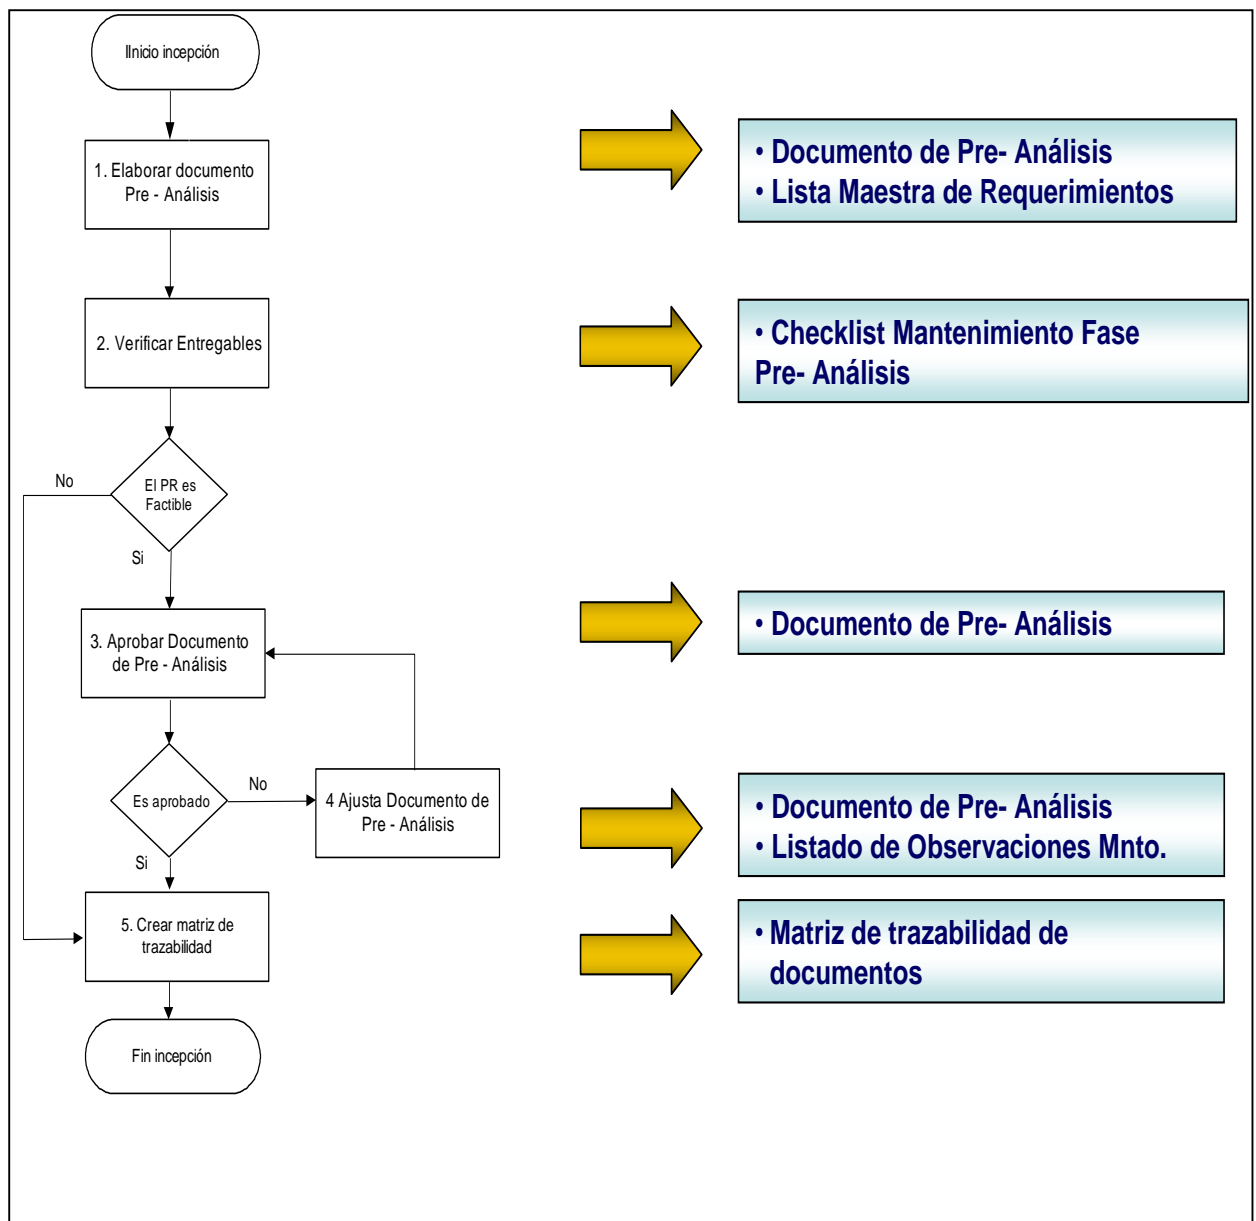 IInicio incepción
1. Elaborar documento
Pre - Análisis
• Documento de Pre- Análisis
• Lista Maestra de Requerimientos
2. Verificar Entregables
• Checklist Mantenimiento Fase
Pre- Análisis
No
El PR es
Factible
Si
3. Aprobar Documento
de Pre - Análisis
• Documento de Pre- Análisis
Es aprobado
No
4 Ajusta Documento de
Pre - Análisis
• Documento de Pre- Análisis
• Listado de Observaciones Mnto.
Si
5. Crear matriz de
trazabilidad
• Matriz de trazabilidad de
documentos
Fin incepción